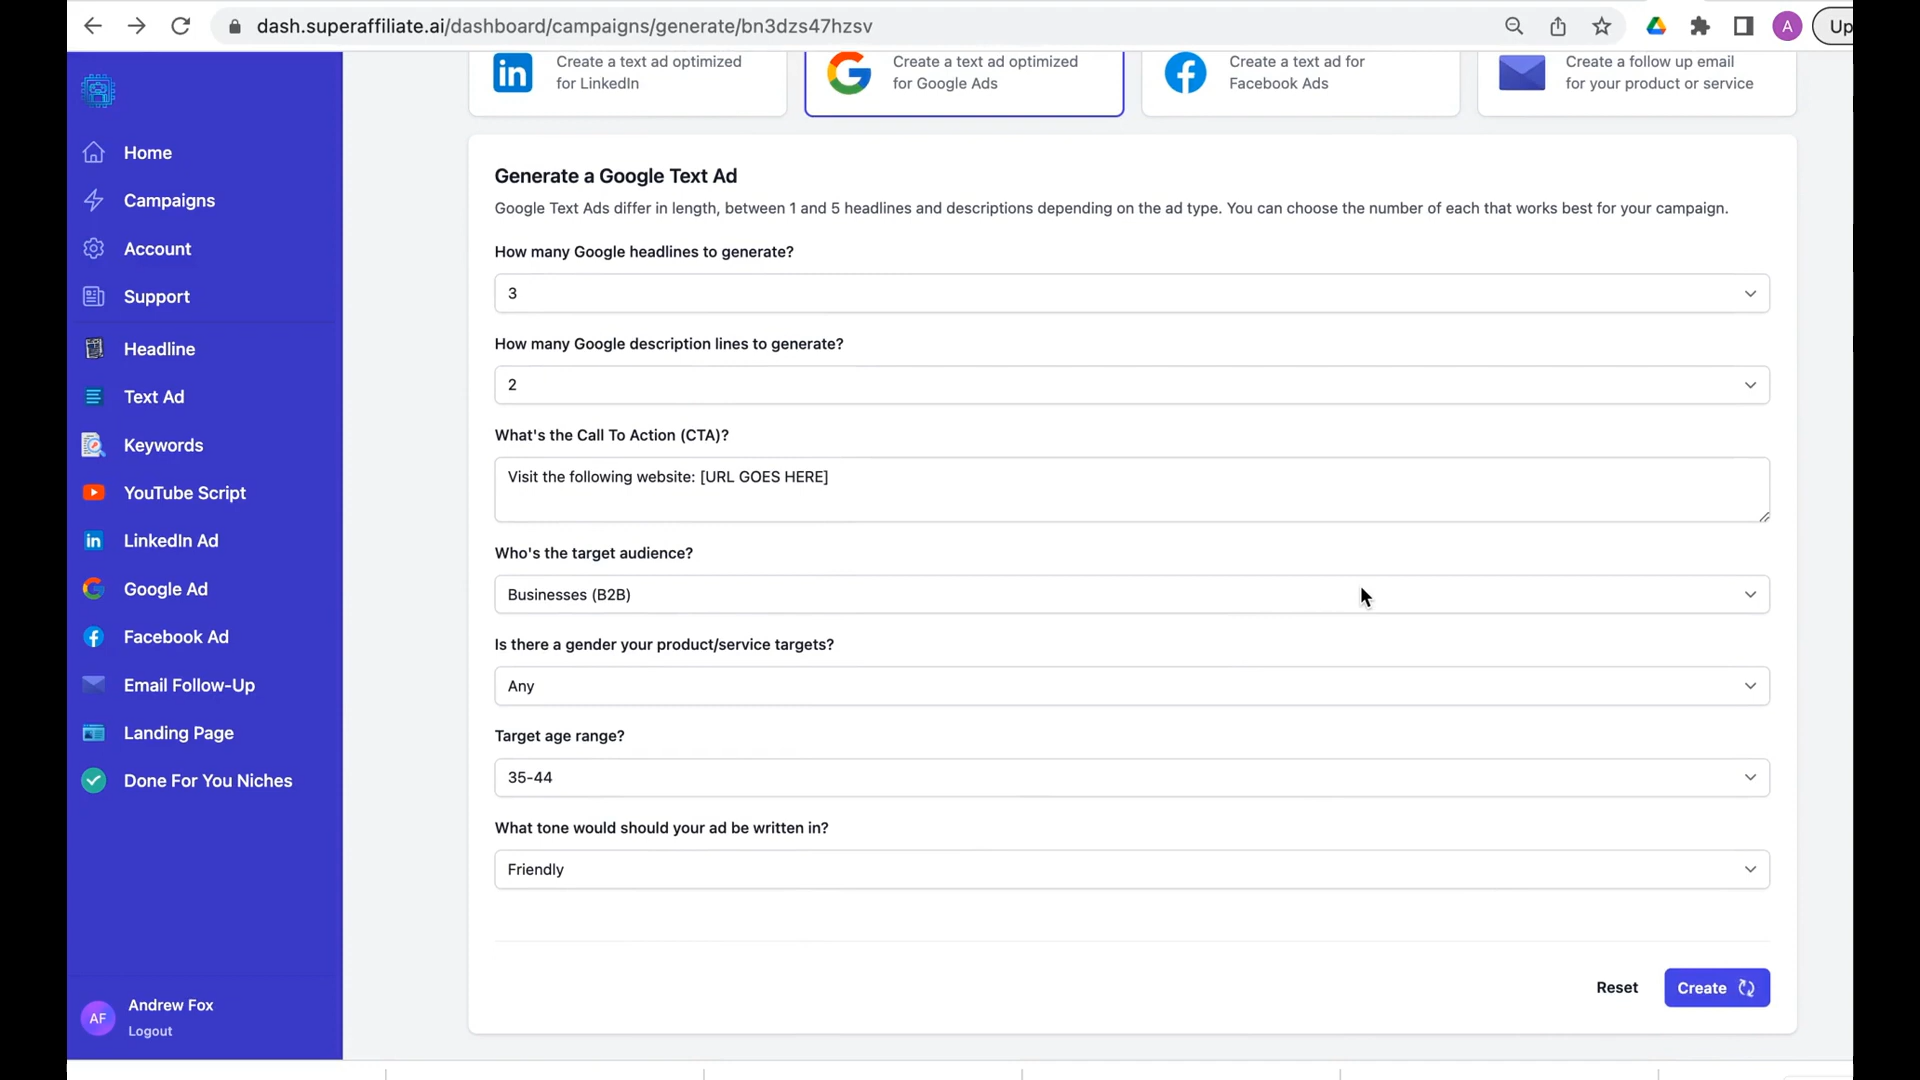 dash.superaffiliate.ai/dashboard/campaigns/generate/bn3dzs47hzsv
A
Up
Create a text ad optimized
for LinkedIn
Create a text ad optimized
for Google Ads
Create a text ad for
Facebook Ads
Create a follow up email
for your product or service
Home
Campaigns
Account
Support
Headline
Text Ad
Keywords
YouTube Script
LinkedIn Ad
Google Ad
Facebook Ad
Email Follow-Up
Landing Page
Done For You Niches
AF
Andrew Fox
Logout
Generate a Google Text Ad
Google Text Ads differ in length, between 1 and 5 headlines and descriptions depending on the ad type. You can choose the number of each that works best for your campaign.
How many Google headlines to generate?
3
How many Google description lines to generate?
2
What's the Call To Action (CTA)?
Visit the following website: [URL GOES HERE]
Who's the target audience?
Businesses (B2B)
Is there a gender your product/service targets?
Any
Target age range?
35-44
What tone would should your ad be written in?
Friendly
Reset
Create